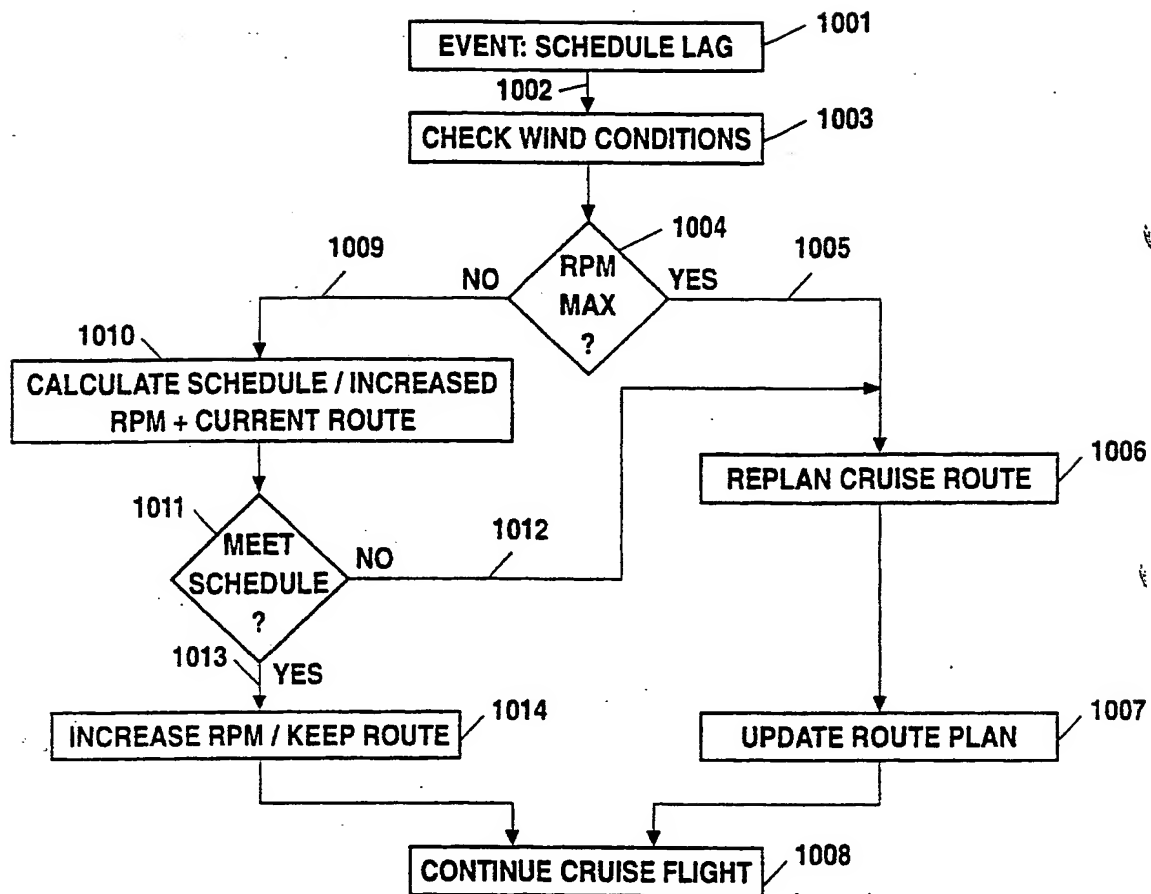 EVENT: SCHEDULE LAG
1001
1002
CHECK WIND CONDITIONS
1003
1004
RPM
MAX
?
NO
1009
YES
1005
1010
CALCULATE SCHEDULE / INCREASED
RPM + CURRENT ROUTE
1011
MEET
SCHEDULE
?
NO
1012
REPLAN CRUISE ROUTE
1006
1013
YES
INCREASE RPM / KEEP ROUTE
1014
UPDATE ROUTE PLAN
1007
CONTINUE CRUISE FLIGHT
1008